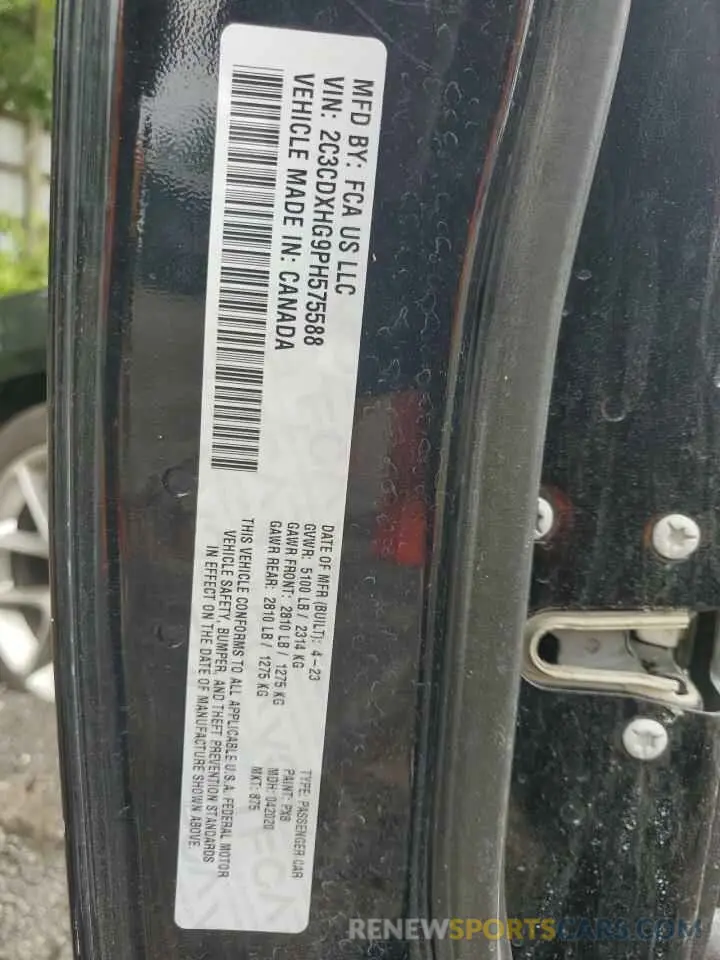 MFD BY: FCA US LLC
VIN: 2C3CDXHG9PH575588
VEHICLE MADE IN: CANADA
DATE OF MFR (BUILT): 4-23
GVWR: 5100 LB / 2314 KG
GAWR FRONT: 2810 LB / 1275 KG
GAWR REAR: 2810 LB / 1275 KG
TYPE: PASSENGER CAR
PAINT: PX8
MDH: 042020
MKT: 875
THIS VEHICLE CONFORMS TO ALL APPLICABLE U.S.A. FEDERAL MOTOR
VEHICLE SAFETY, BUMPER, AND THEFT PREVENTION STANDARDS
IN EFFECT ON THE DATE OF MANUFACTURE SHOWN ABOVE.
RENEWSPORTSCARS.COM